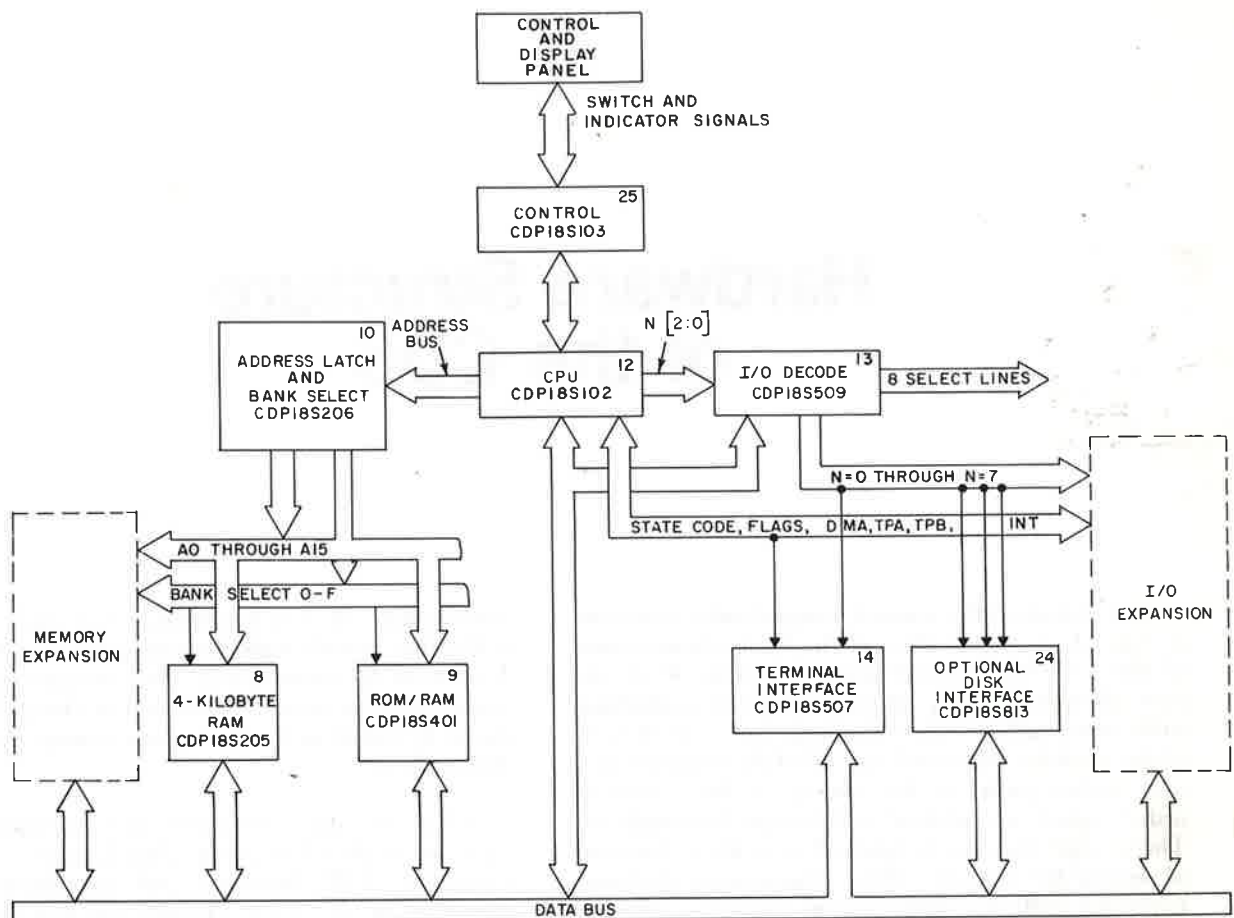 CONTROL
AND
DISPLAY
PANEL
SWITCH AND
INDICATOR SIGNALS
25
CONTROL
CDP18S103
10
ADDRESS LATCH
AND
BANK SELECT
CDP18S206
ADDRESS
BUS
12
CPU
CDP18S102
N [2:0]
13
I/O DECODE
CDP18S509
8 SELECT LINES
N=0 THROUGH N=7
STATE CODE, FLAGS, DMA, TPA, TPB, INT
A0 THROUGH A15
BANK SELECT 0-F
MEMORY
EXPANSION
8
4-KILOBYTE
RAM
CDP18S205
9
ROM/RAM
CDP18S401
14
TERMINAL
INTERFACE
CDP18S507
24
OPTIONAL
DISK
INTERFACE
CDP18S813
I/O
EXPANSION
DATA BUS